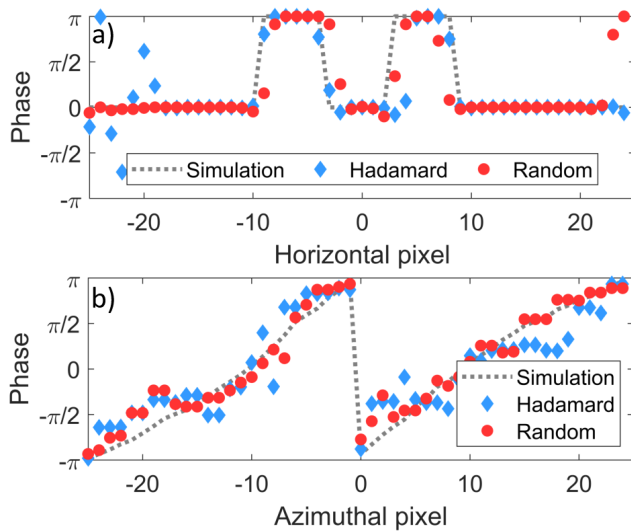 a)
π
π/2
0
-π/2
-π
Phase
Simulation Hadamard Random
-20 -10 0 10 20
Horizontal pixel
b)
π
π/2
0
-π/2
-π
Phase
Simulation
Hadamard
Random
-20 -10 0 10 20
Azimuthal pixel